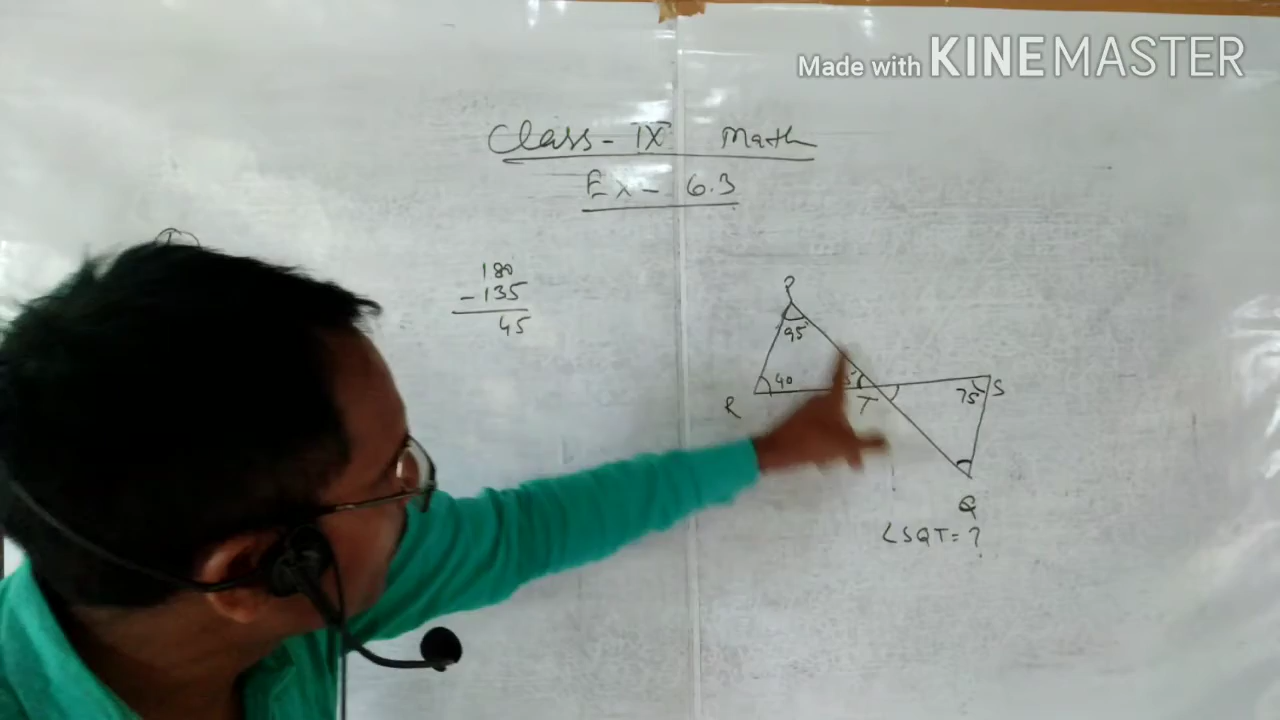 Made with KINEMASTER
Class - IX Math
Ex - 6.3
180
- 135
45
P
95°
40
R
T
75°
S
Q
∠SQT = ?